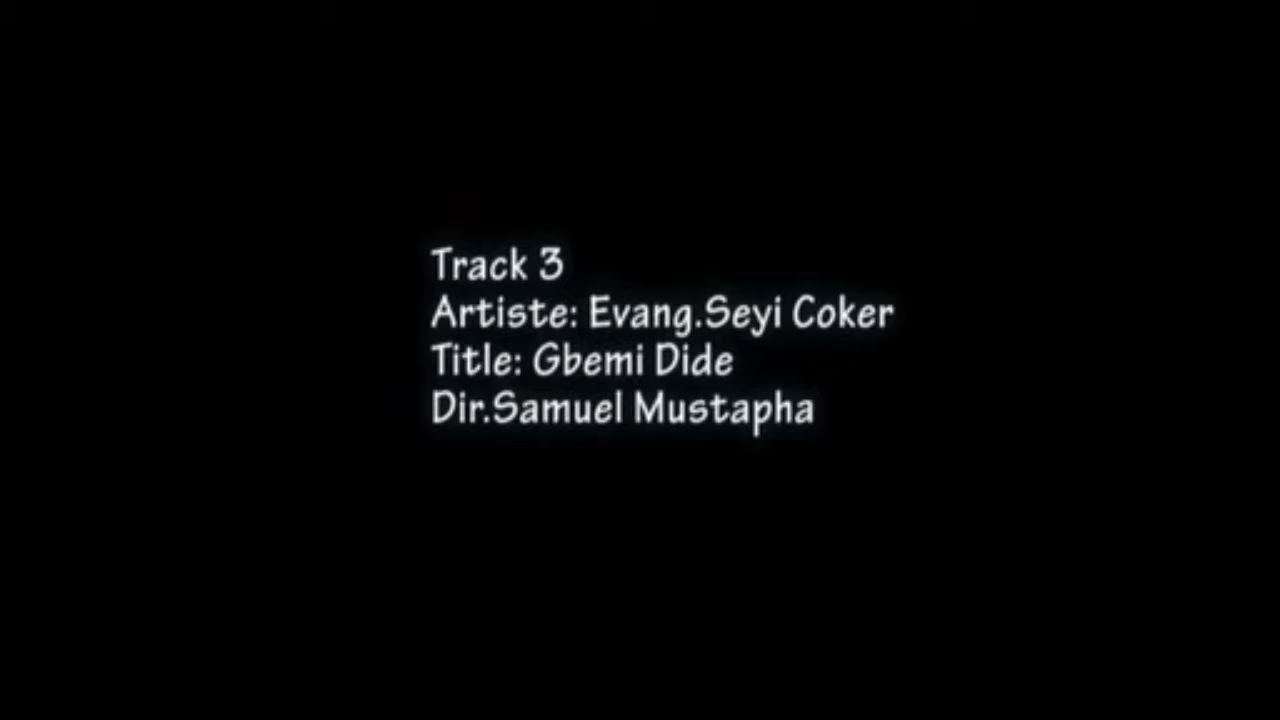 Track 3
Artiste: Evang.Seyi Coker
Title: Gbemi Dide
Dir.Samuel Mustapha